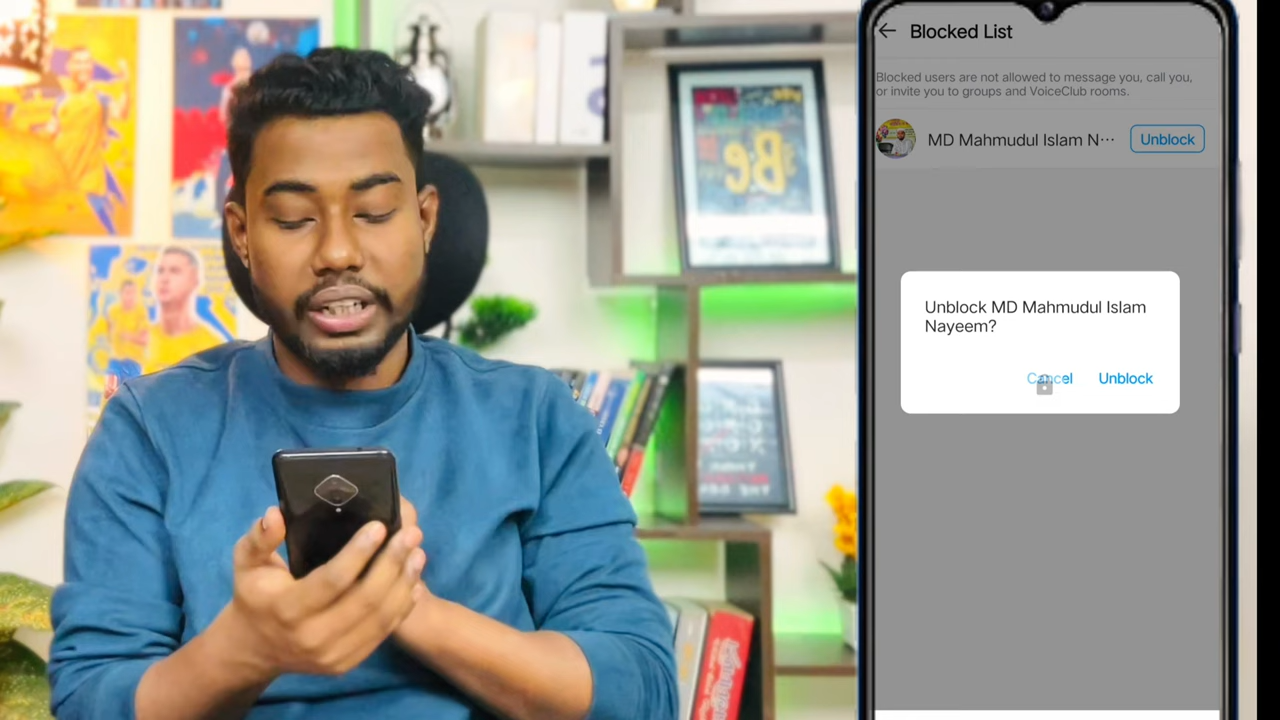 Blocked List
Blocked users are not allowed to message you, call you,
or invite you to groups and VoiceClub rooms.
MD Mahmudul Islam N···
Unblock
Unblock MD Mahmudul Islam
Nayeem?
Cancel
Unblock